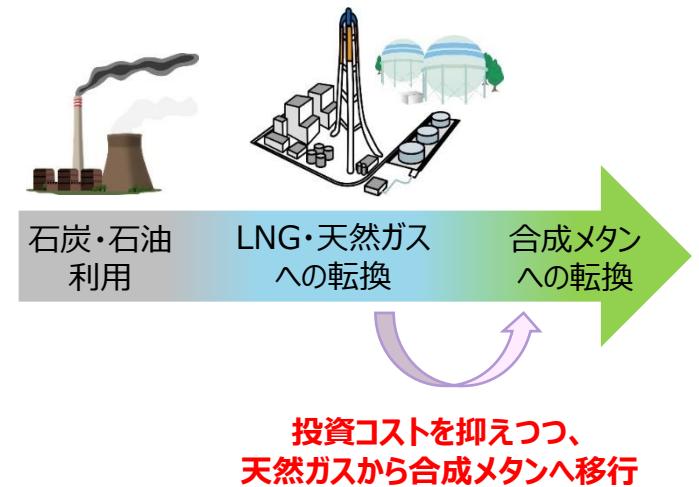 石炭・石油
利用
LNG・天然ガス
への転換
合成メタン
への転換
投資コストを抑えつつ、
天然ガスから合成メタンへ移行